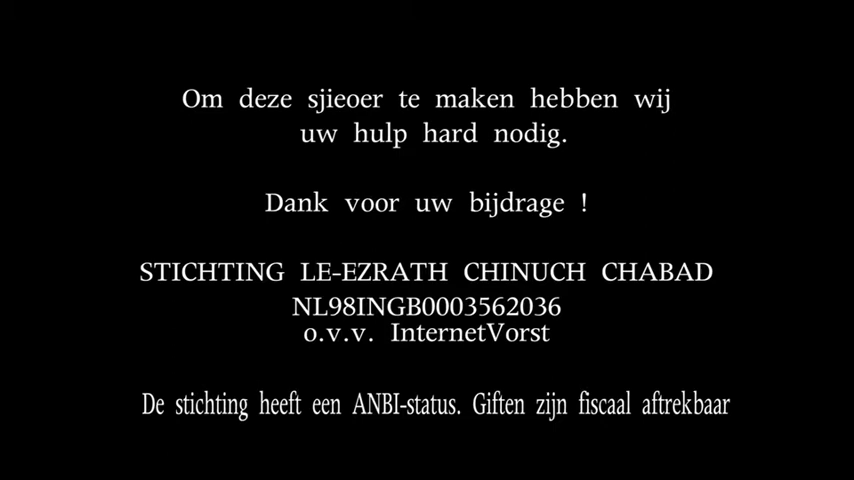 Om deze sjieoer te maken hebben wij
uw hulp hard nodig.
Dank voor uw bijdrage !
STICHTING LE-EZRATH CHINUCH CHABAD
NL98INGB0003562036
o.v.v. InternetVorst
De stichting heeft een ANBI-status. Giften zijn fiscaal aftrekbaar